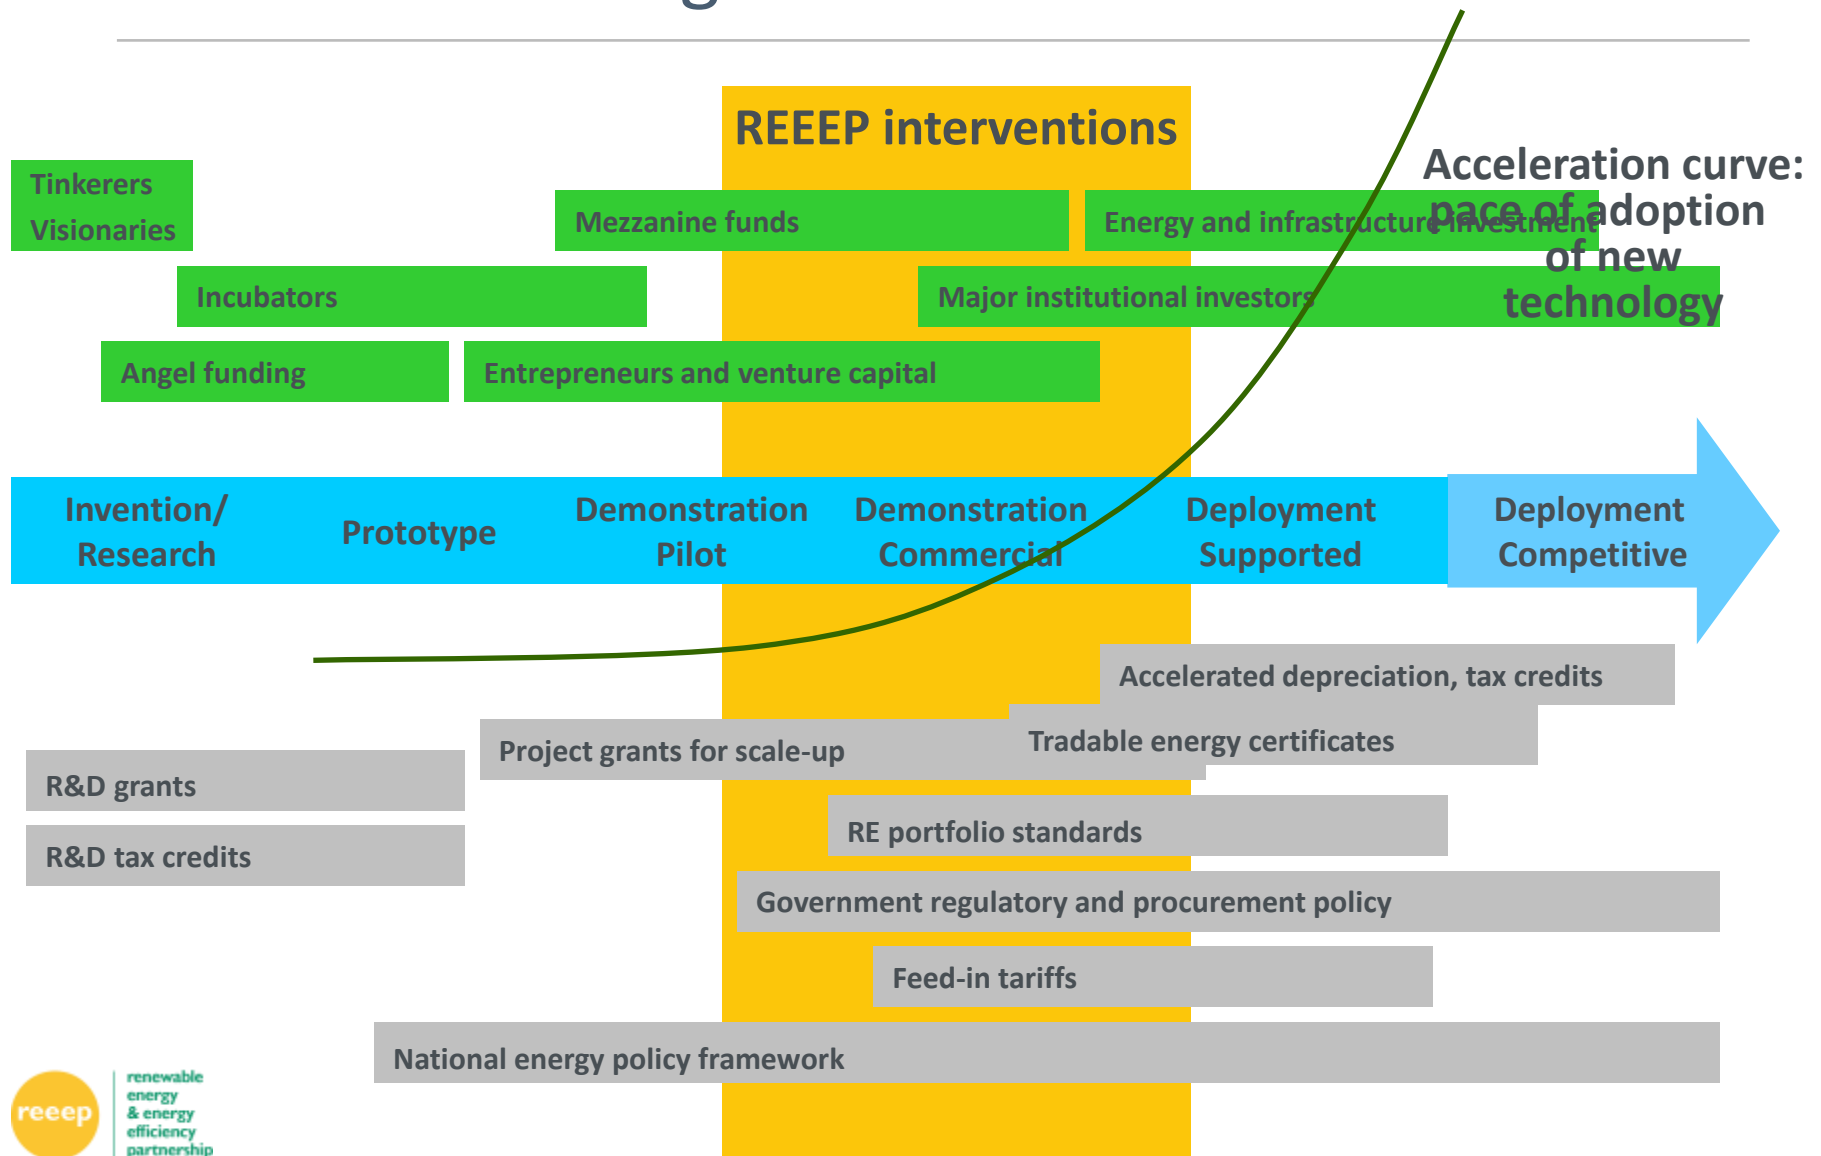 REEEP interventions
Acceleration curve:
pace of adoption
of new
technology
Tinkerers
Visionaries
Mezzanine funds
Energy and infrastructure investment
Incubators
Major institutional investors
Angel funding
Entrepreneurs and venture capital
Invention/
Research
Prototype
Demonstration
Pilot
Demonstration
Commercial
Deployment
Supported
Deployment
Competitive
Accelerated depreciation, tax credits
Tradable energy certificates
Project grants for scale-up
R&D grants
RE portfolio standards
R&D tax credits
Government regulatory and procurement policy
Feed-in tariffs
National energy policy framework
reeep
renewable
energy
& energy
efficiency
partnership